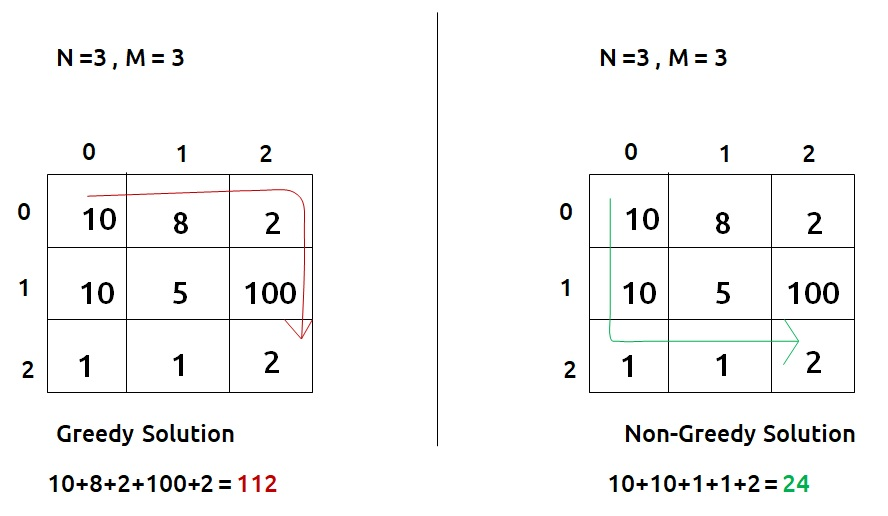 N =3 , M = 3
0 1 2
0 10 8 2
1 10 5 100
2 1 1 2
Greedy Solution
10+8+2+100+2 = 112
N =3 , M = 3
0 1 2
0 10 8 2
1 10 5 100
2 1 1 2
Non-Greedy Solution
10+10+1+1+2 = 24